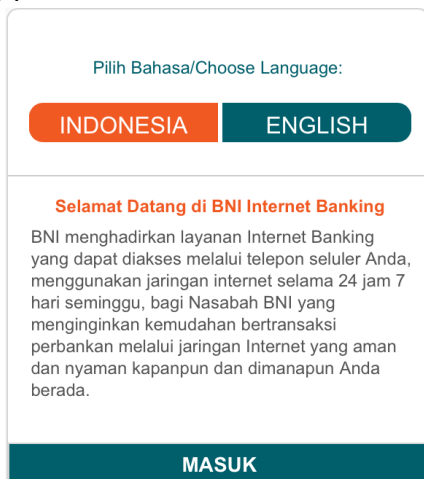 Pilih Bahasa/Choose Language:
INDONESIA ENGLISH
Selamat Datang di BNI Internet Banking
BNI menghadirkan layanan Internet Banking
yang dapat diakses melalui telepon seluler Anda,
menggunakan jaringan internet selama 24 jam 7
hari seminggu, bagi Nasabah BNI yang
menginginkan kemudahan bertransaksi
perbankan melalui jaringan Internet yang aman
dan nyaman kapanpun dan dimanapun Anda
berada.
MASUK